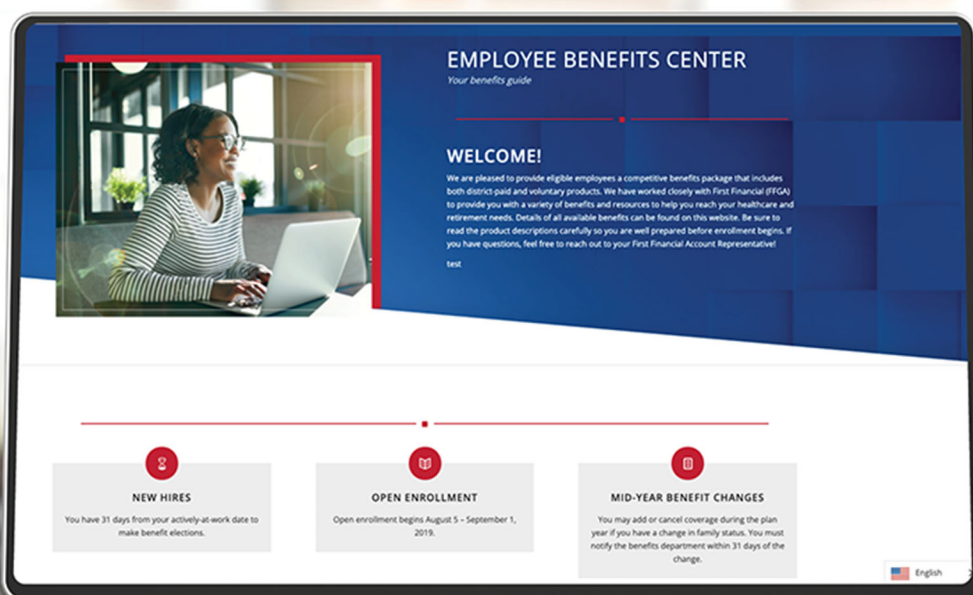 EMPLOYEE BENEFITS CENTER
Your benefits guide
WELCOME!
We are pleased to provide eligible employees a competitive benefits package that includes
both district-paid and voluntary products. We have worked closely with First Financial (FFGA)
to provide you with a variety of benefits and resources to help you reach your healthcare and
retirement needs. Details of all available benefits can be found on this website. Be sure to
read the product descriptions carefully so you are well prepared before enrollment begins. If
you have questions, feel free to reach out to your First Financial Account Representative!
test
NEW HIRES
You have 31 days from your actively-at-work date to
make benefit elections.
OPEN ENROLLMENT
Open enrollment begins August 5 – September 1,
2019.
MID-YEAR BENEFIT CHANGES
You may add or cancel coverage during the plan
year if you have a change in family status. You must
notify the benefits department within 31 days of the
change.
English